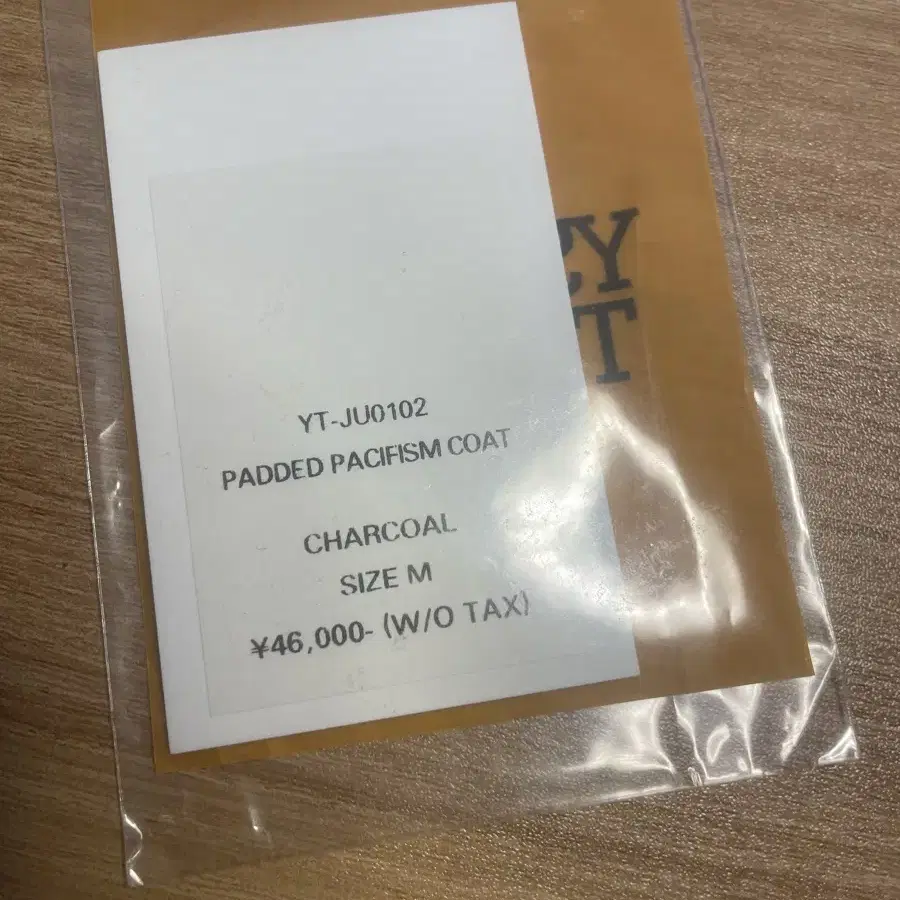 YT-JU0102
PADDED PACIFISM COAT
CHARCOAL
SIZE M
¥46,000- (W/O TAX)